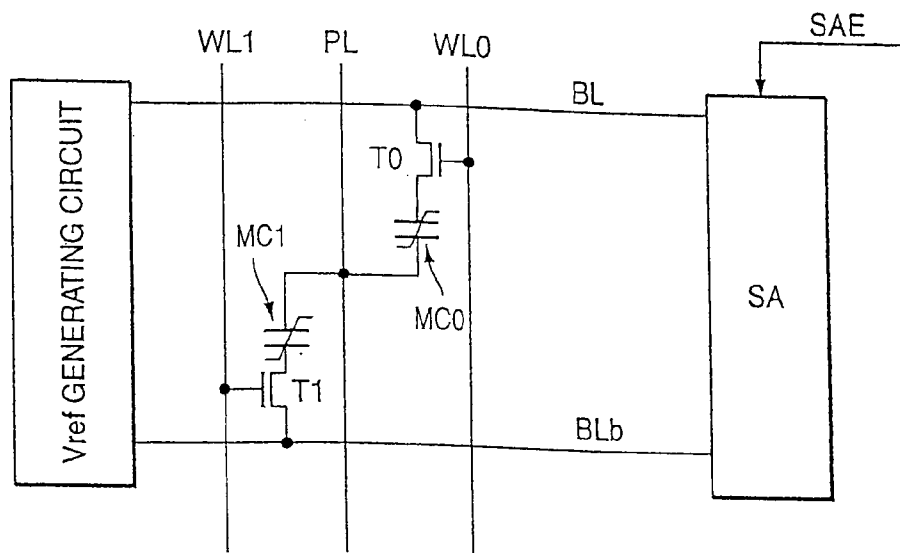 SAE
WL1
PL
WL0
BL
T0
MC1
MC0
Vref GENERATING CIRCUIT
SA
T1
BLb